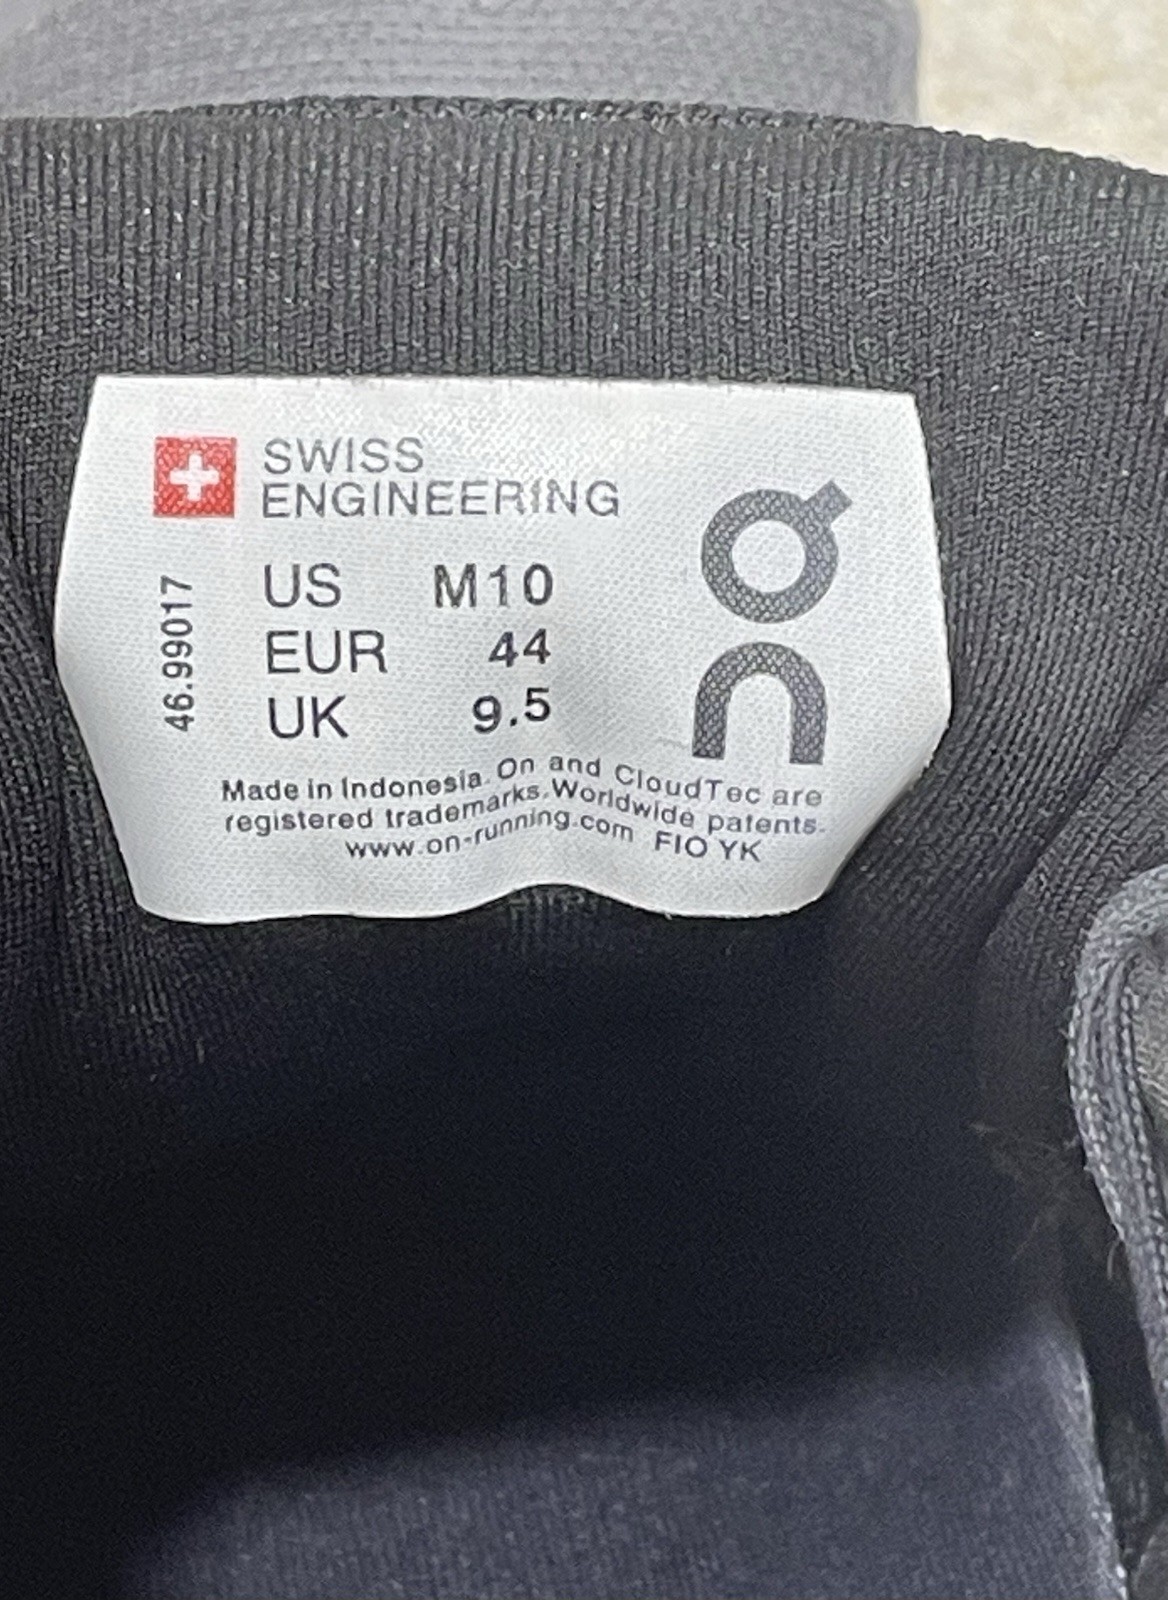 SWISS
ENGINEERING
US M10
EUR 44
UK 9.5
46.99017
On
Made in Indonesia. On and CloudTec are
registered trademarks. Worldwide patents.
www.on-running.com FIO YK